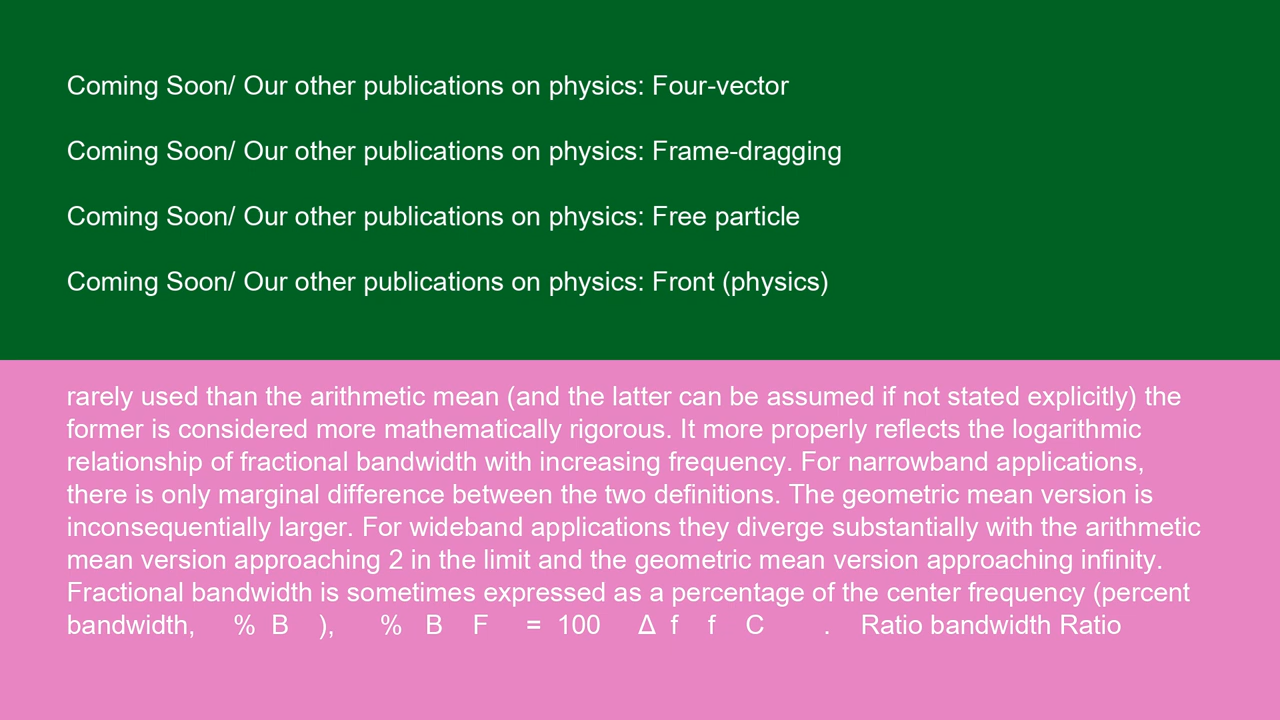 Coming Soon/ Our other publications on physics: Four-vector
Coming Soon/ Our other publications on physics: Frame-dragging
Coming Soon/ Our other publications on physics: Free particle
Coming Soon/ Our other publications on physics: Front (physics)
rarely used than the arithmetic mean (and the latter can be assumed if not stated explicitly) the
former is considered more mathematically rigorous. It more properly reflects the logarithmic
relationship of fractional bandwidth with increasing frequency. For narrowband applications,
there is only marginal difference between the two definitions. The geometric mean version is
inconsequentially larger. For wideband applications they diverge substantially with the arithmetic
mean version approaching 2 in the limit and the geometric mean version approaching infinity.
Fractional bandwidth is sometimes expressed as a percentage of the center frequency (percent
bandwidth, % B ), % B F = 100 Δ f f C . Ratio bandwidth Ratio